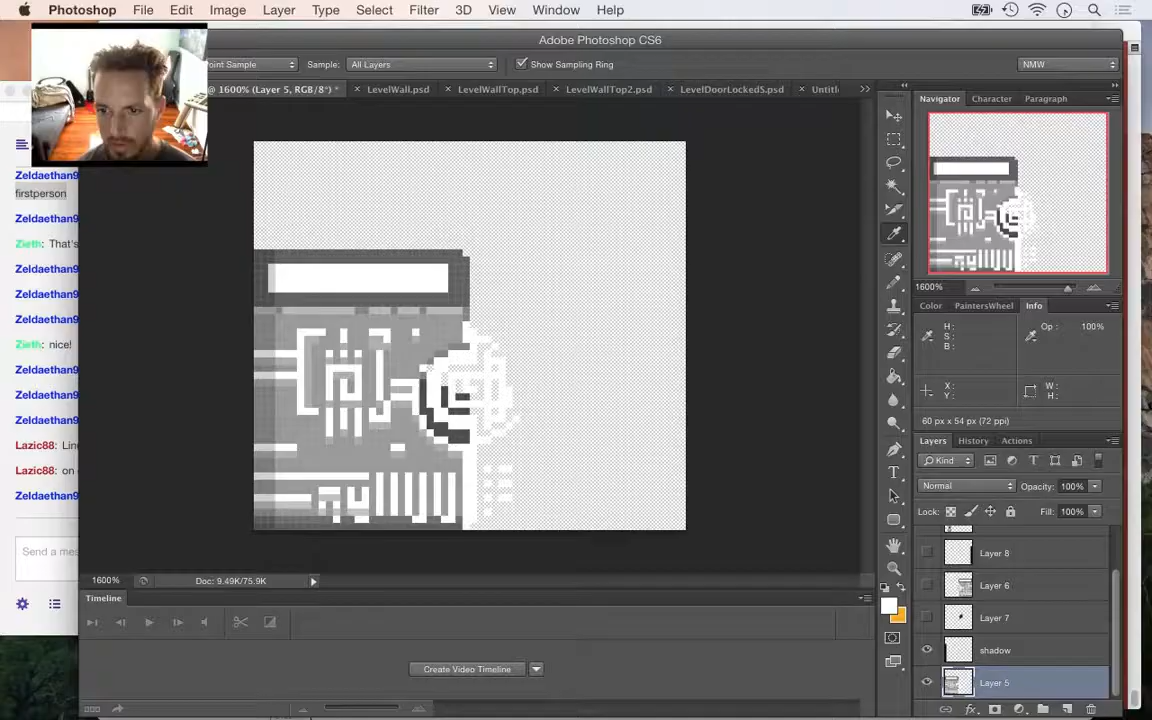 Photoshop File Edit Image Layer Type Select Filter 3D View Window Help
Adobe Photoshop CS6
Point Sample Sample: All Layers Show Sampling Ring NMW
@ 1600% (Layer 5, RGB/8*) * LevelWall.psd LevelWallTop.psd LevelWallTop2.psd LevelDoorLockedS.psd Untitl
Navigator Character Paragraph
1600%
Color PaintersWheel Info
H: Op: 100%
S:
B:
X: W:
Y: H:
60 px x 54 px (72 ppi)
Layers History Actions
Kind
Normal Opacity: 100%
Lock: Fill: 100%
Layer 8
Layer 6
Layer 7
shadow
Layer 5
Zeldaethan9
firstperson
Zeldaethan9
Zieth: That's
Zeldaethan9
Zeldaethan9
Zeldaethan9
Zieth: nice!
Zeldaethan9
Zeldaethan9
Zeldaethan9
Lazic88: Lin
Lazic88: on
Zeldaethan9
Send a mes
1600% Doc: 9.49K/75.9K
Timeline
Create Video Timeline